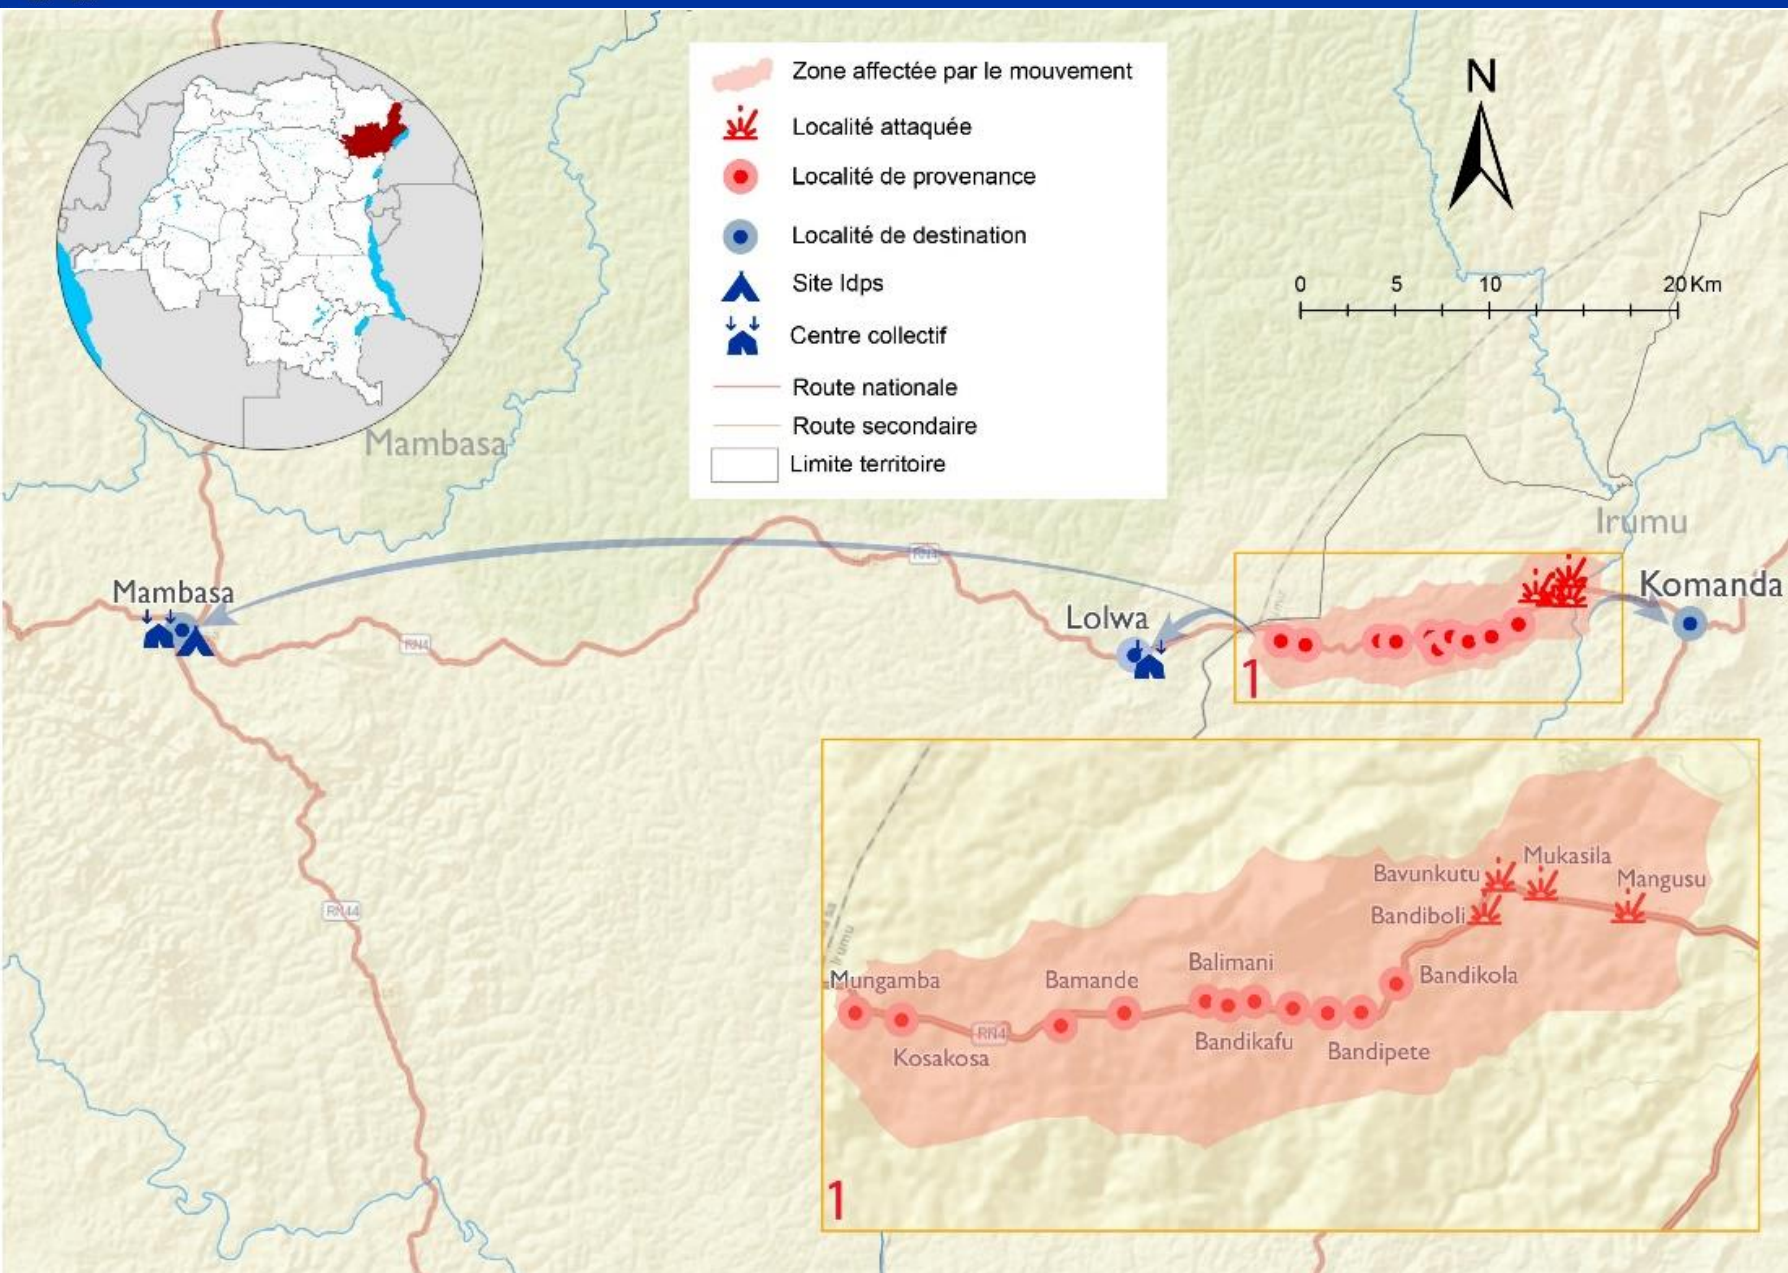 Zone affectée par le mouvement
Localité attaquée
Localité de provenance
Localité de destination
Site Idps
Centre collectif
Route nationale
Route secondaire
Limite territoire
N
0 5 10 20 Km
Mambasa
Irumu
RN4
Mambasa
Lolwa
Komanda
RN4
1
Bavunkutu
Mukasila
Mangusu
Bandiboli
RN44
Irumu
Mungamba
Bamande
Balimani
Bandikola
RN4
Kosakosa
Bandikafu
Bandipete
1